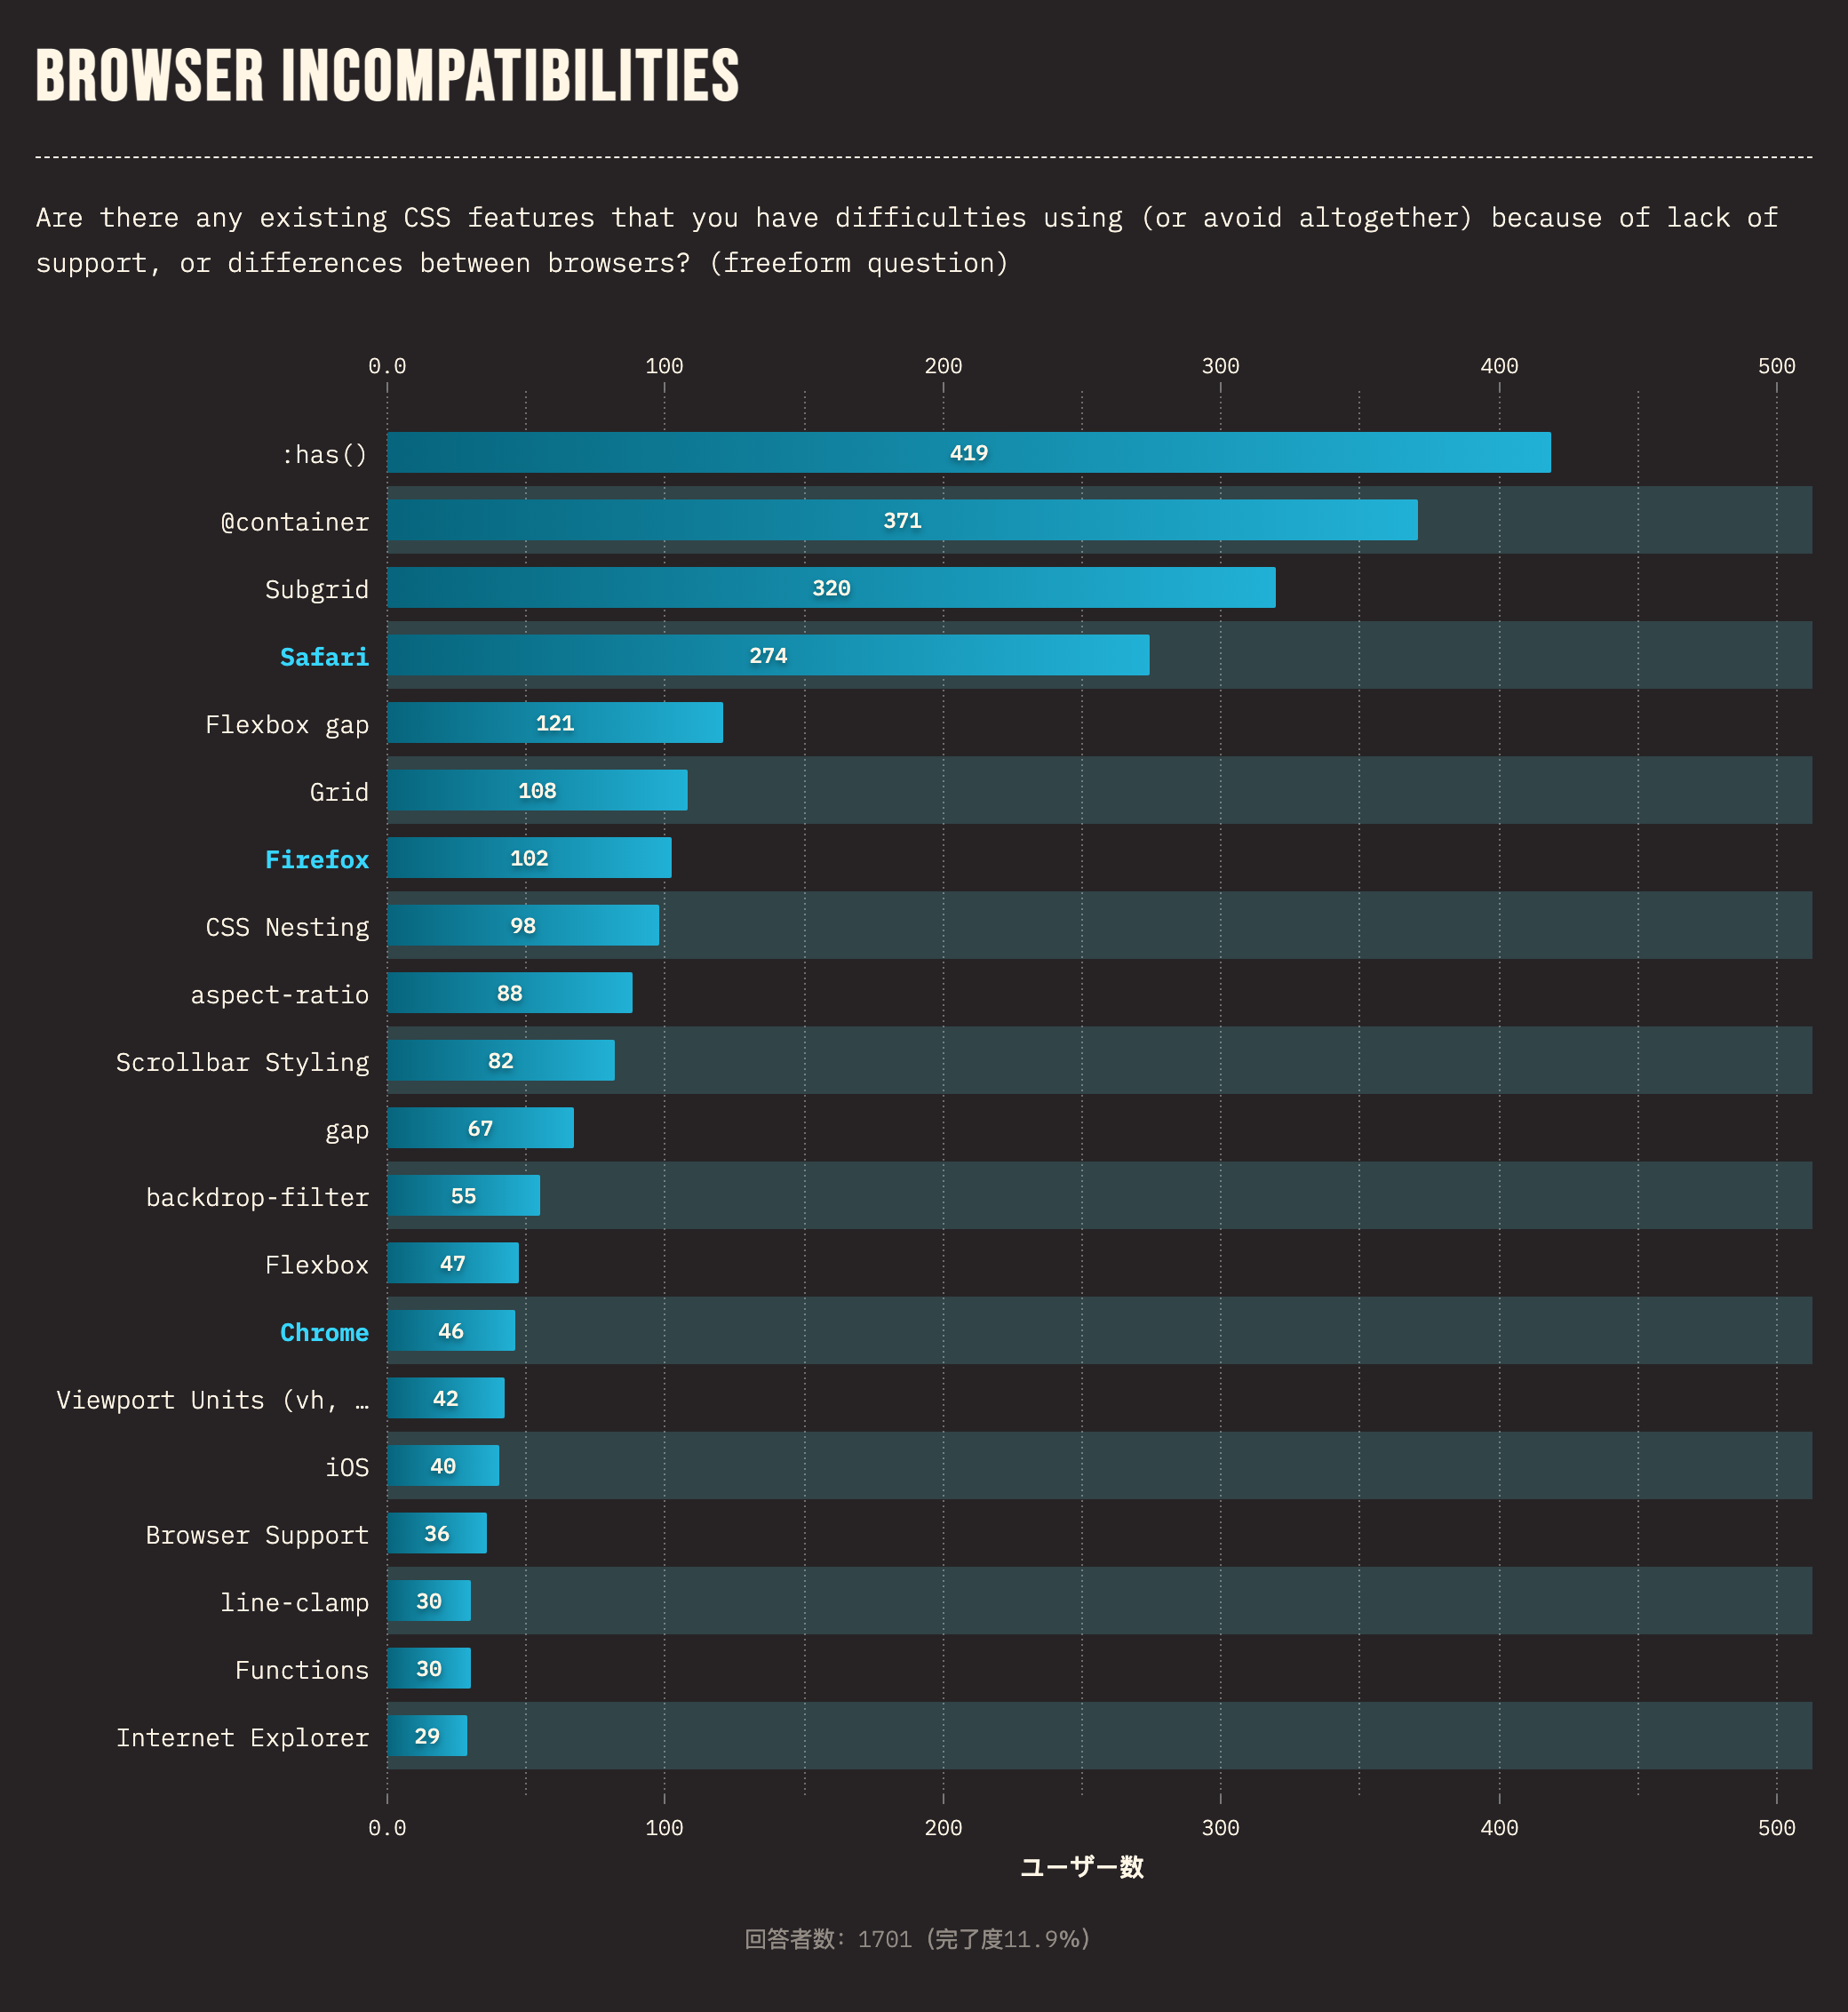 BROWSER INCOMPATIBILITIES
Are there any existing CSS features that you have difficulties using (or avoid altogether) because of lack of
support, or differences between browsers? (freeform question)
0.0 100 200 300 400 500
:has() 419
@container 371
Subgrid 320
Safari 274
Flexbox gap 121
Grid 108
Firefox 102
CSS Nesting 98
aspect-ratio 88
Scrollbar Styling 82
gap 67
backdrop-filter 55
Flexbox 47
Chrome 46
Viewport Units (vh, … 42
iOS 40
Browser Support 36
line-clamp 30
Functions 30
Internet Explorer 29
0.0 100 200 300 400 500
ユーザー数
回答者数: 1701 (完了度11.9%)